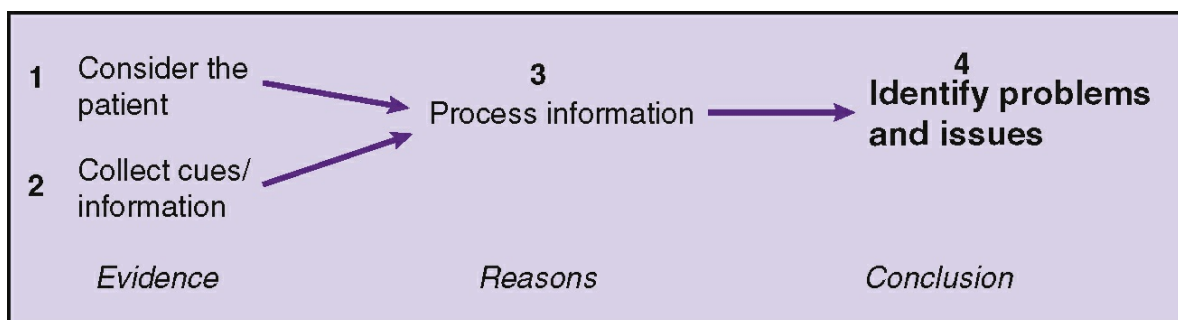 1 Consider the
patient
2 Collect cues/
information
3
Process information
4
Identify problems
and issues
Evidence
Reasons
Conclusion